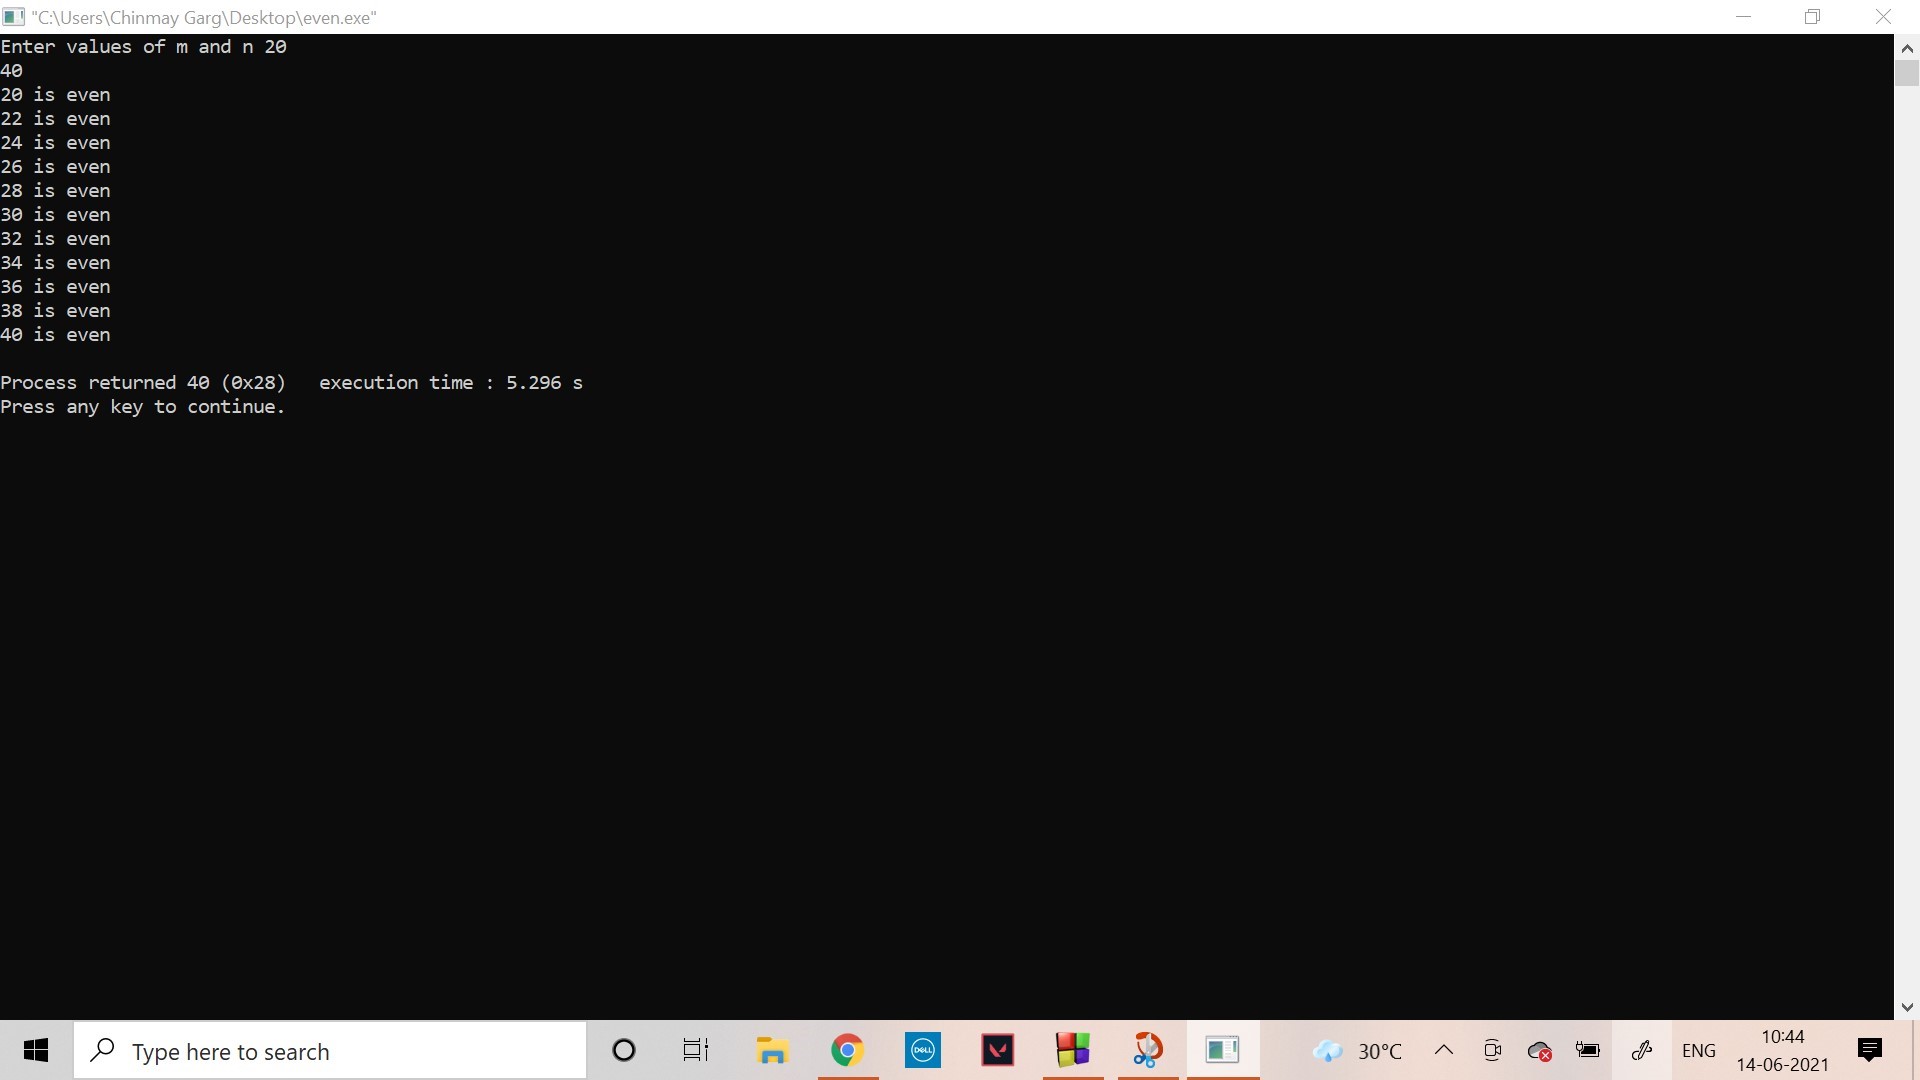 "C:\Users\Chinmay Garg\Desktop\even.exe"
Enter values of m and n 20
40
20 is even
22 is even
24 is even
26 is even
28 is even
30 is even
32 is even
34 is even
36 is even
38 is even
40 is even
Process returned 40 (0x28)   execution time : 5.296 s
Press any key to continue.
Type here to search
DELL
30°C
ENG
10:44
14-06-2021